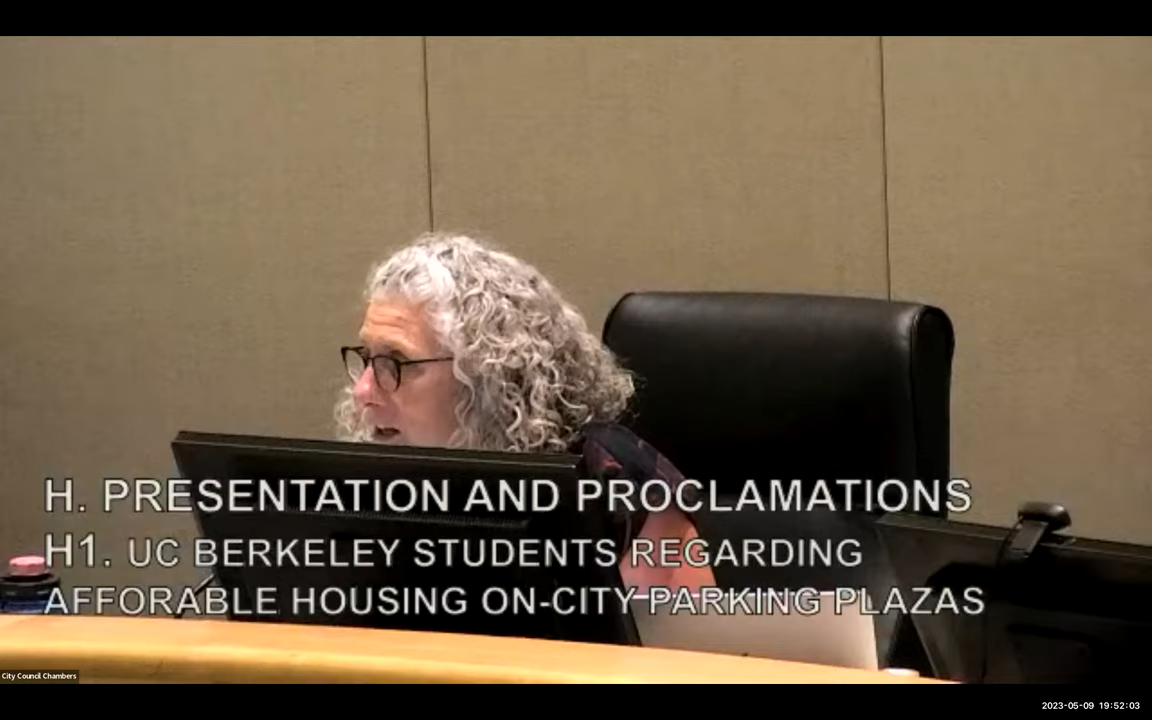 H. PRESENTATION AND PROCLAMATIONS
H1. UC BERKELEY STUDENTS REGARDING
AFFORABLE HOUSING ON-CITY PARKING PLAZAS
City Council Chambers
2023-05-09 19:52:03